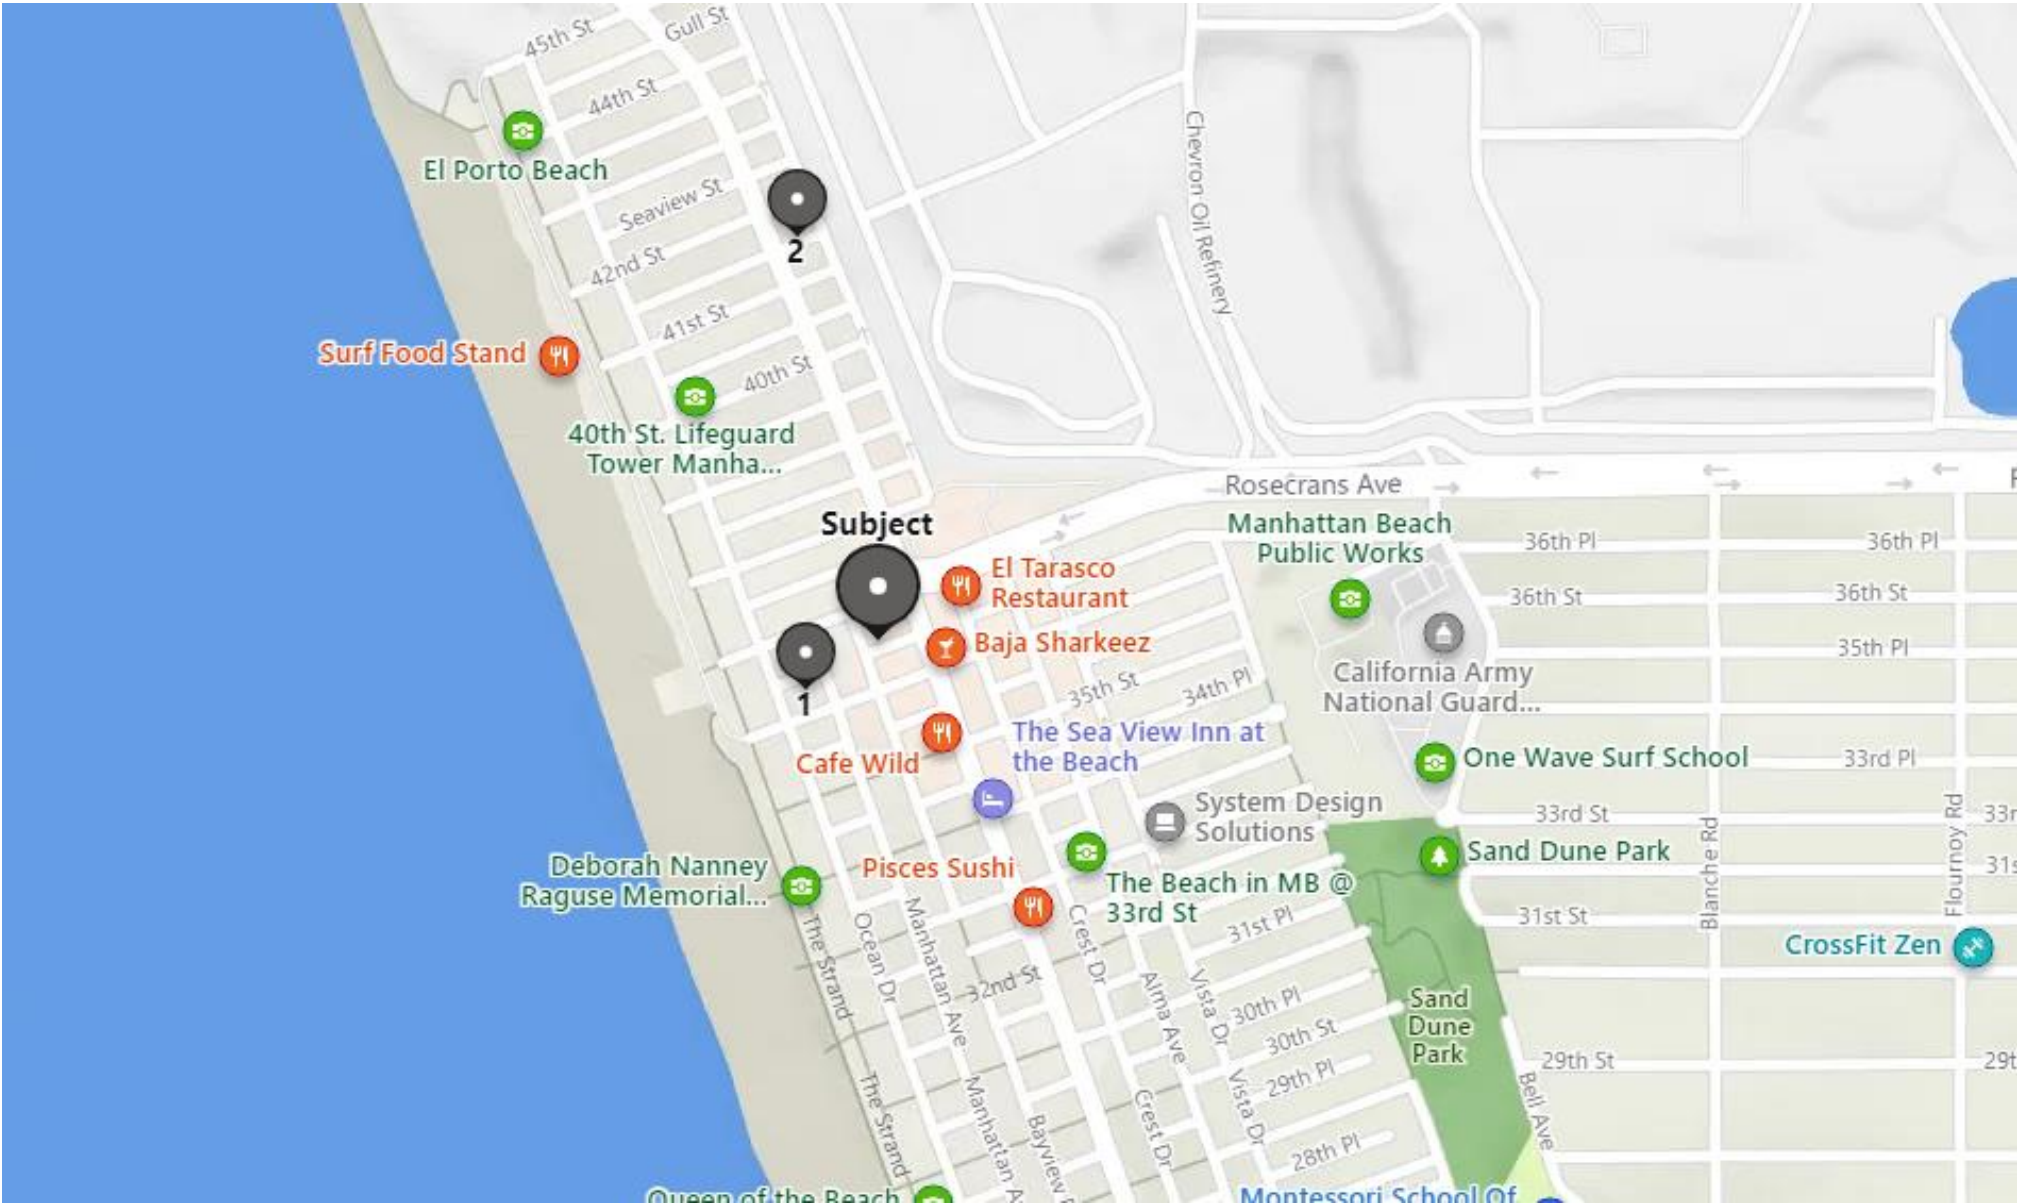 45th St
Gull St
44th St
El Porto Beach
Chevron Oil Refinery
Seaview St
2
42nd St
41st St
Surf Food Stand
40th St
40th St. Lifeguard
Tower Manha...
Rosecrans Ave
Subject
Manhattan Beach
Public Works
36th Pl
36th Pl
El Tarasco
Restaurant
36th St
36th St
Baja Sharkeez
35th Pl
California Army
National Guard...
1
35th St
34th Pl
The Sea View Inn at
the Beach
Cafe Wild
One Wave Surf School
33rd Pl
System Design
Solutions
33rd St
33r
Blanche Rd
Flournoy Rd
Sand Dune Park
31s
Deborah Nanney
Raguse Memorial...
Pisces Sushi
The Beach in MB @
33rd St
31st Pl
31st St
CrossFit Zen
The Strand
Ocean Dr
Manhattan Ave
Crest Dr
32nd St
Alma Ave
Vista Dr
30th Pl
30th St
Sand
Dune
Park
29th St
29t
29th Pl
The Strand
Manhattan A
Bayview
Crest Dr
Vista Dr
Bell Ave
28th Pl
Queen of the Beach
Montessori School Of